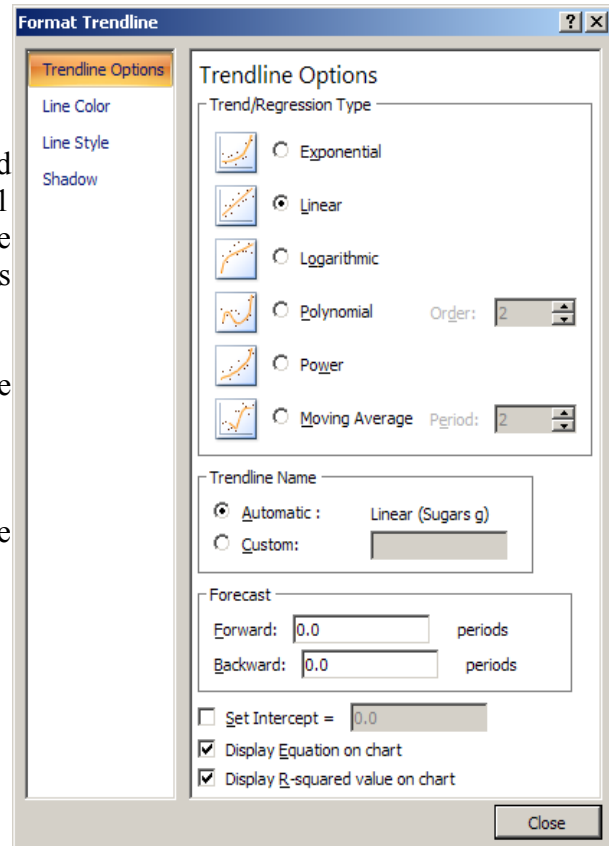 Format Trendline
Trendline Options
Line Color
Line Style
Shadow
d
l
e
s
e
e
Trendline Options
Trend/Regression Type
Exponential
Linear
Logarithmic
Polynomial Order: 2
Power
Moving Average Period: 2
Trendline Name
Automatic : Linear (Sugars g)
Custom:
Forecast
Forward: 0.0 periods
Backward: 0.0 periods
Set Intercept = 0.0
Display Equation on chart
Display R-squared value on chart
Close